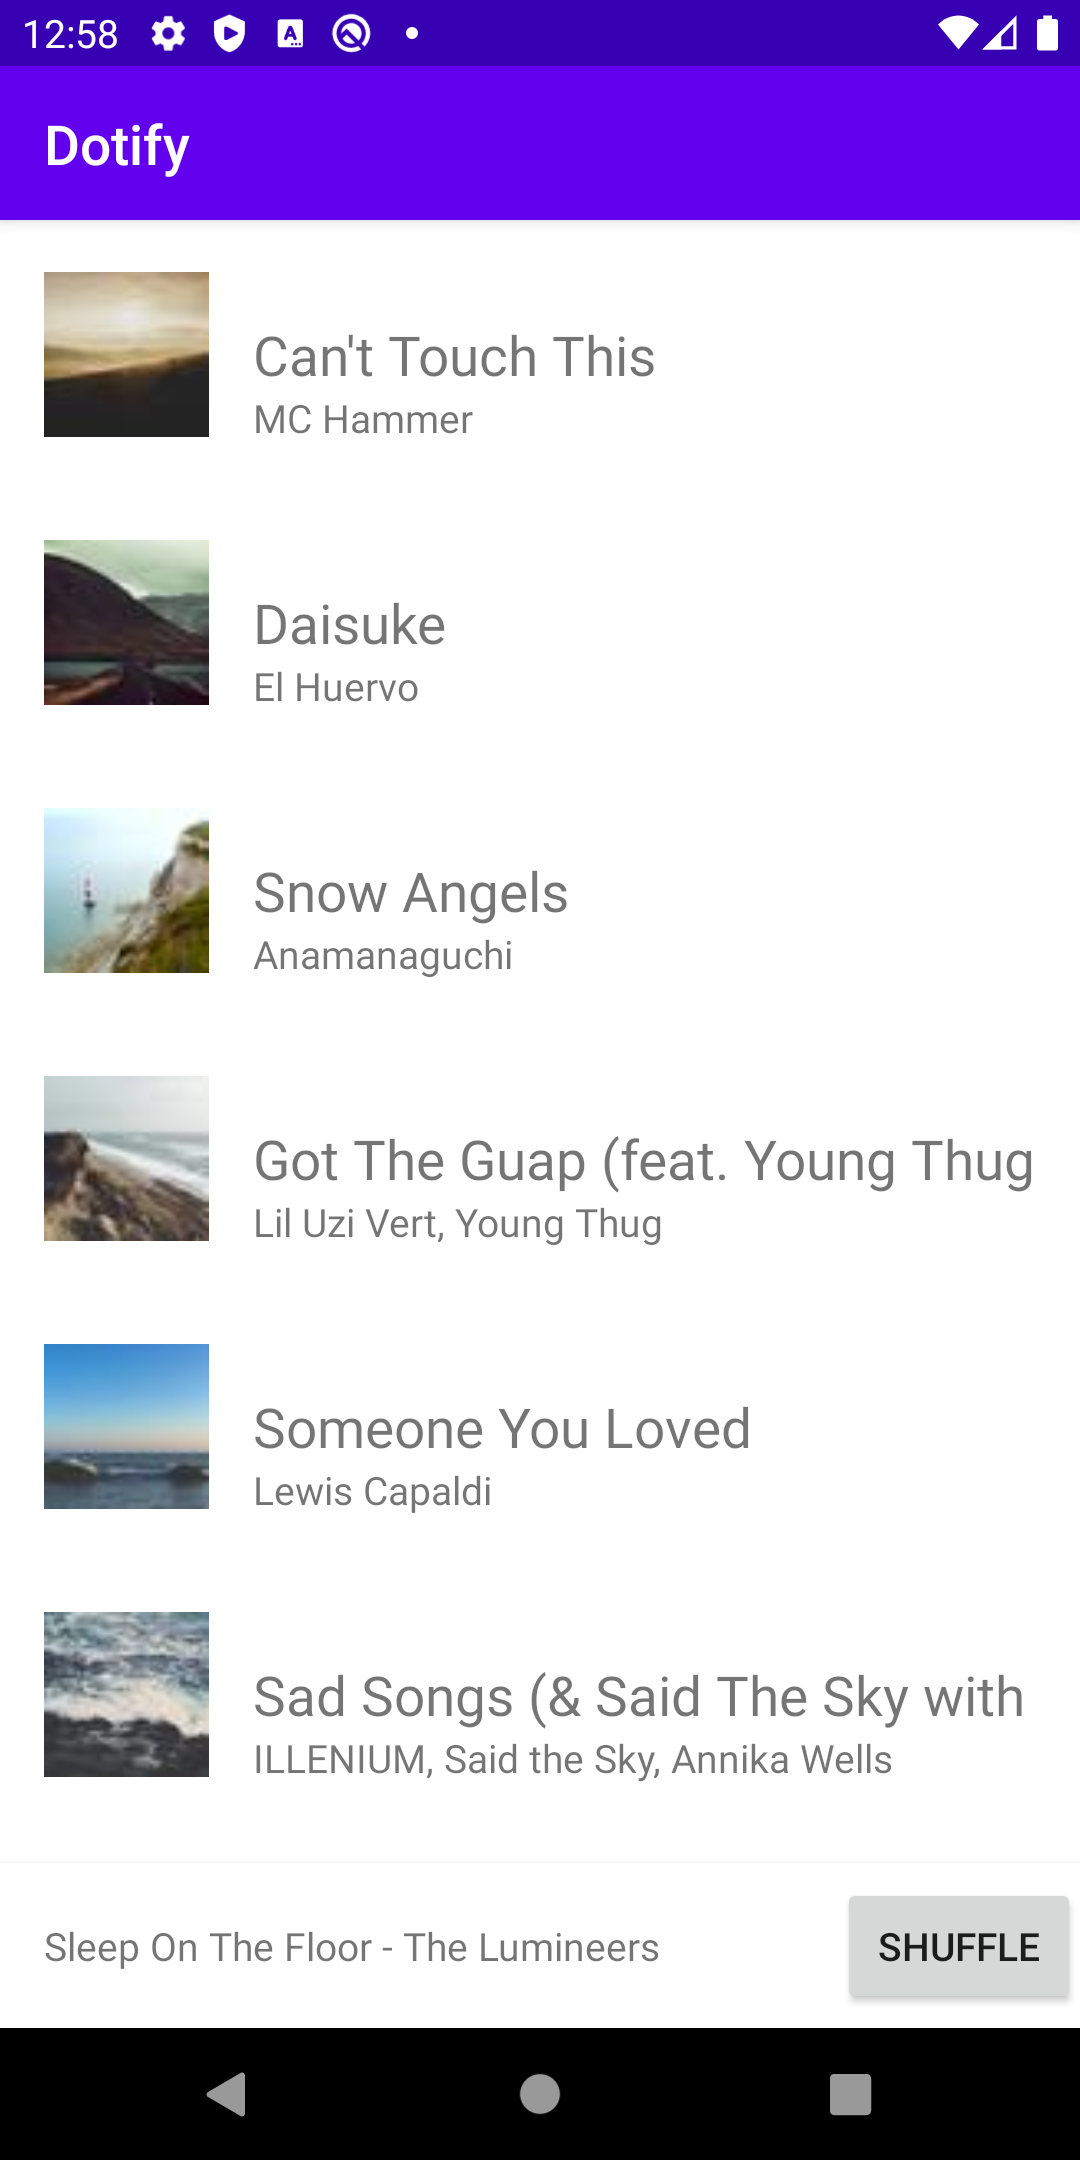 12:58
Dotify
Can't Touch This
MC Hammer
Daisuke
El Huervo
Snow Angels
Anamanaguchi
Got The Guap (feat. Young Thug
Lil Uzi Vert, Young Thug
Someone You Loved
Lewis Capaldi
Sad Songs (& Said The Sky with
ILLENIUM, Said the Sky, Annika Wells
Sleep On The Floor - The Lumineers
SHUFFLE